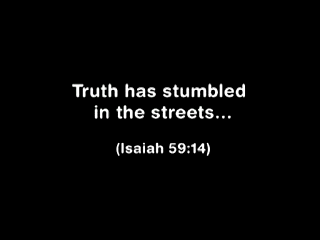 Truth has stumbled
in the streets...
(Isaiah 59:14)